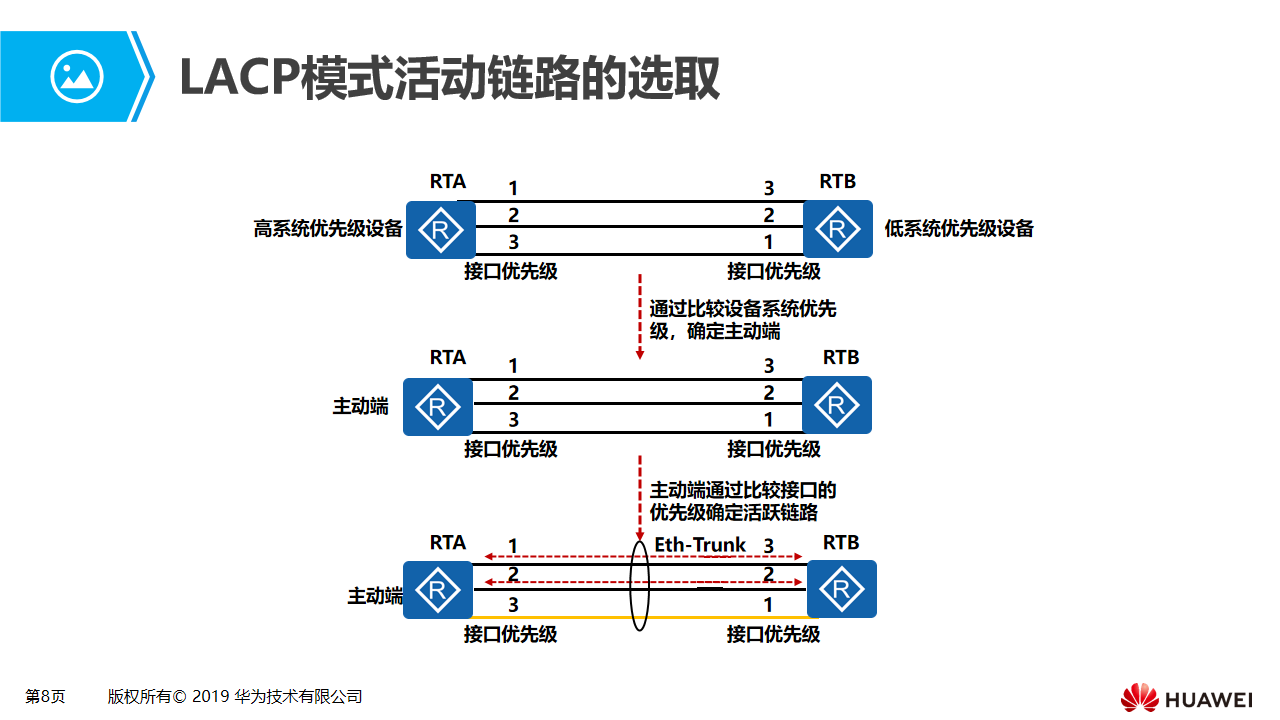 LACP模式活动链路的选取
RTA
1
3
RTB
高系统优先级设备
R
2
2
R
低系统优先级设备
3
1
接口优先级
接口优先级
通过比较设备系统优先
级，确定主动端
RTA
1
3
RTB
主动端
R
2
2
R
3
1
接口优先级
接口优先级
主动端通过比较接口的
优先级确定活跃链路
RTA
1
Eth-Trunk
3
RTB
主动端
R
2
2
R
3
1
接口优先级
接口优先级
第8页
版权所有© 2019 华为技术有限公司
HUAWEI